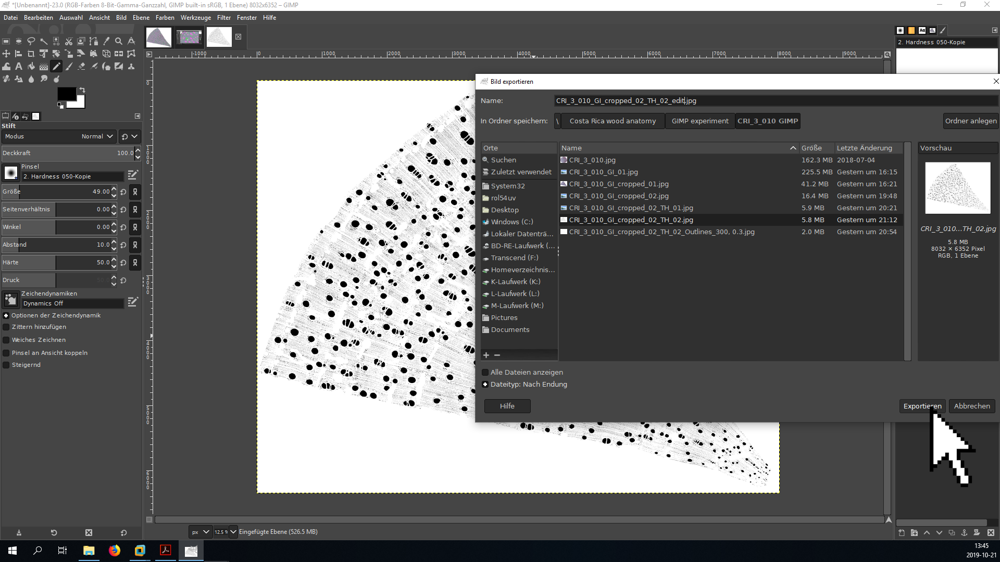 *[Unbenannt]-23.0 (RGB-Farben 8-Bit-Gamma-Ganzzahl, GIMP built-in sRGB, 1 Ebene) 8032x6352 – GIMP
Datei Bearbeiten Auswahl Ansicht Bild Ebene Farben Werkzeuge Filter Fenster Hilfe
-1000 0 1000 2000 3000 4000 5000 6000 7000 8000 9000
0
1000
2000
3000
4000
5000
6000
Stift
Modus Normal
Deckkraft 100.0
Pinsel
2. Hardness 050-Kopie
Größe 49.00
Seitenverhältnis 0.00
Winkel 0.00
Abstand 10.0
Härte 50.0
Druck 50.0
Zeichendynamiken
Dynamics Off
Optionen der Zeichendynamik
Zittern hinzufügen
Weiches Zeichnen
Pinsel an Ansicht koppeln
Steigernd
Aa
2. Hardness 050-Kopie
Bild exportieren
Name: CRI_3_010_GI_cropped_02_TH_02_edit.jpg
In Ordner speichern: \ Costa Rica wood anatomy GIMP experiment CRI_3_010 GIMP Ordner anlegen
Orte
Suchen
Zuletzt verwendet
System32
rol54uv
Desktop
Windows (C:)
Lokaler Datenträ...
BD-RE-Laufwerk (...
Transcend (F:)
Homeverzeichnis...
K-Laufwerk (K:)
L-Laufwerk (L:)
M-Laufwerk (M:)
Pictures
Documents
Name Größe Letzte Änderung
CRI_3_010.jpg 162.3 MB 2018-07-04
CRI_3_010_GI_01.jpg 225.5 MB Gestern um 16:15
CRI_3_010_GI_cropped_01.jpg 41.2 MB Gestern um 16:21
CRI_3_010_GI_cropped_02.jpg 16.4 MB Gestern um 19:48
CRI_3_010_GI_cropped_02_TH_01.jpg 5.9 MB Gestern um 20:21
CRI_3_010_GI_cropped_02_TH_02.jpg 5.8 MB Gestern um 21:12
CRI_3_010_GI_cropped_02_TH_02_Outlines_300, 0.3.jpg 2.0 MB Gestern um 20:54
Vorschau
CRI_3_010...TH_02.jpg
5.8 MB
8032 × 6352 Pixel
RGB, 1 Ebene
Alle Dateien anzeigen
Dateityp: Nach Endung
Hilfe Exportieren Abbrechen
px 12.5 % Eingefügte Ebene (526.5 MB)
13:45
2019-10-21